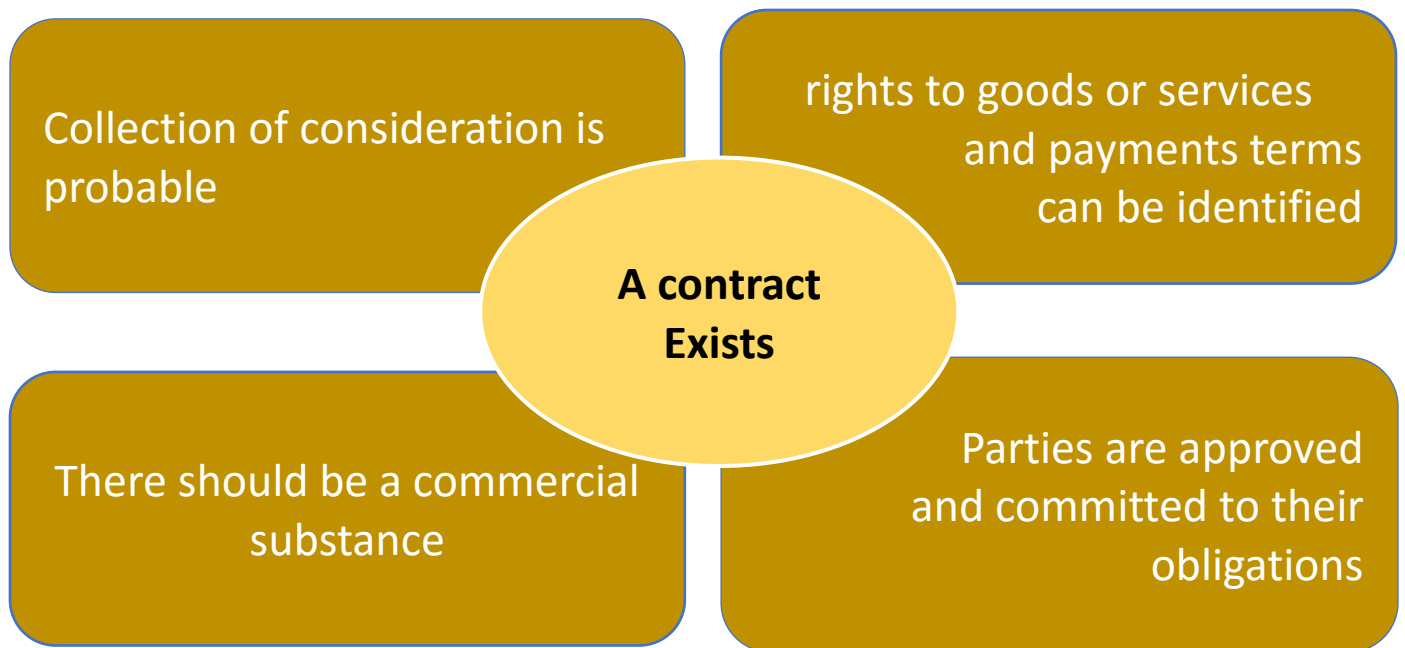 Collection of consideration is
probable
rights to goods or services
and payments terms
can be identified
A contract
Exists
There should be a commercial
substance
Parties are approved
and committed to their
obligations